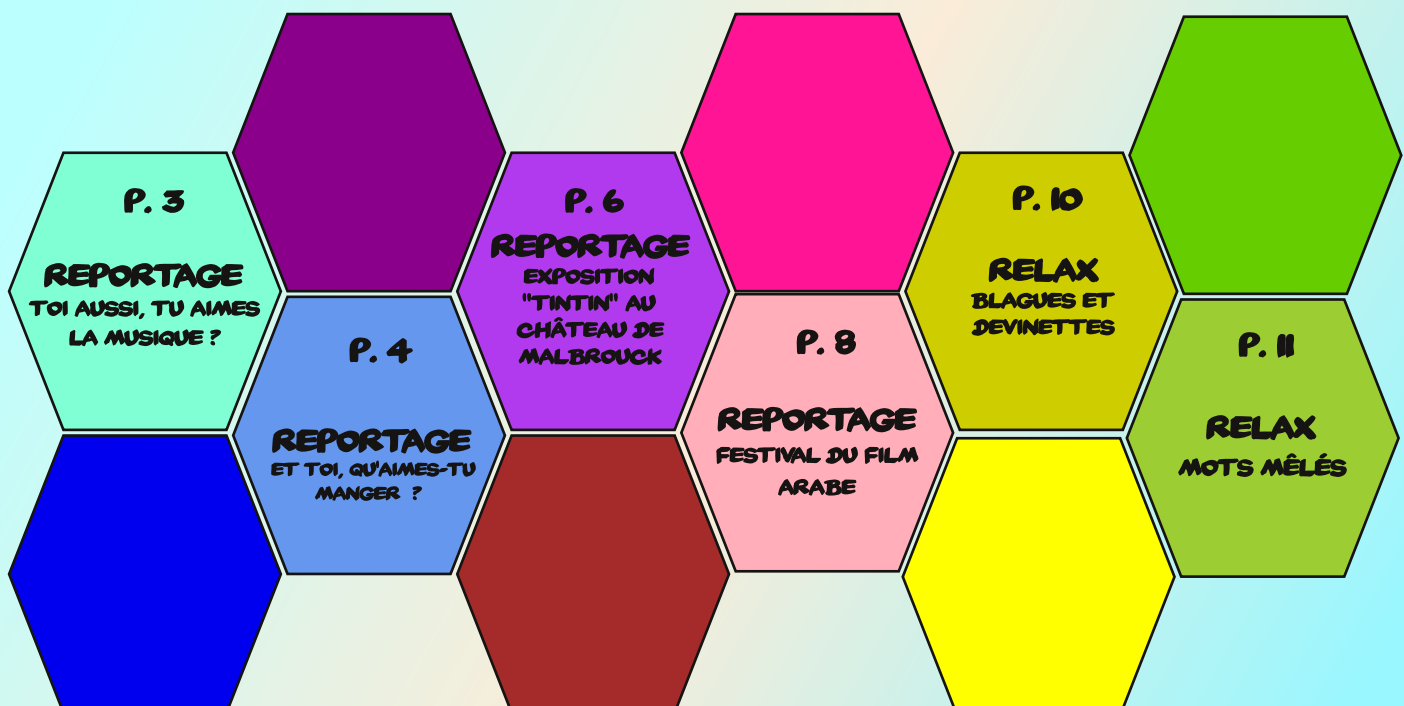 P. 3
REPORTAGE
TOI AUSSI, TU AIMES
LA MUSIQUE ?
P. 4
REPORTAGE
ET TOI, QU'AIMES-TU
MANGER ?
P. 6
REPORTAGE
EXPOSITION
"TINTIN" AU
CHÂTEAU DE
MALBROUCK
P. 8
REPORTAGE
FESTIVAL DU FILM
ARABE
P. 10
RELAX
BLAGUES ET
DEVINETTES
P. 11
RELAX
MOTS MÊLÉS